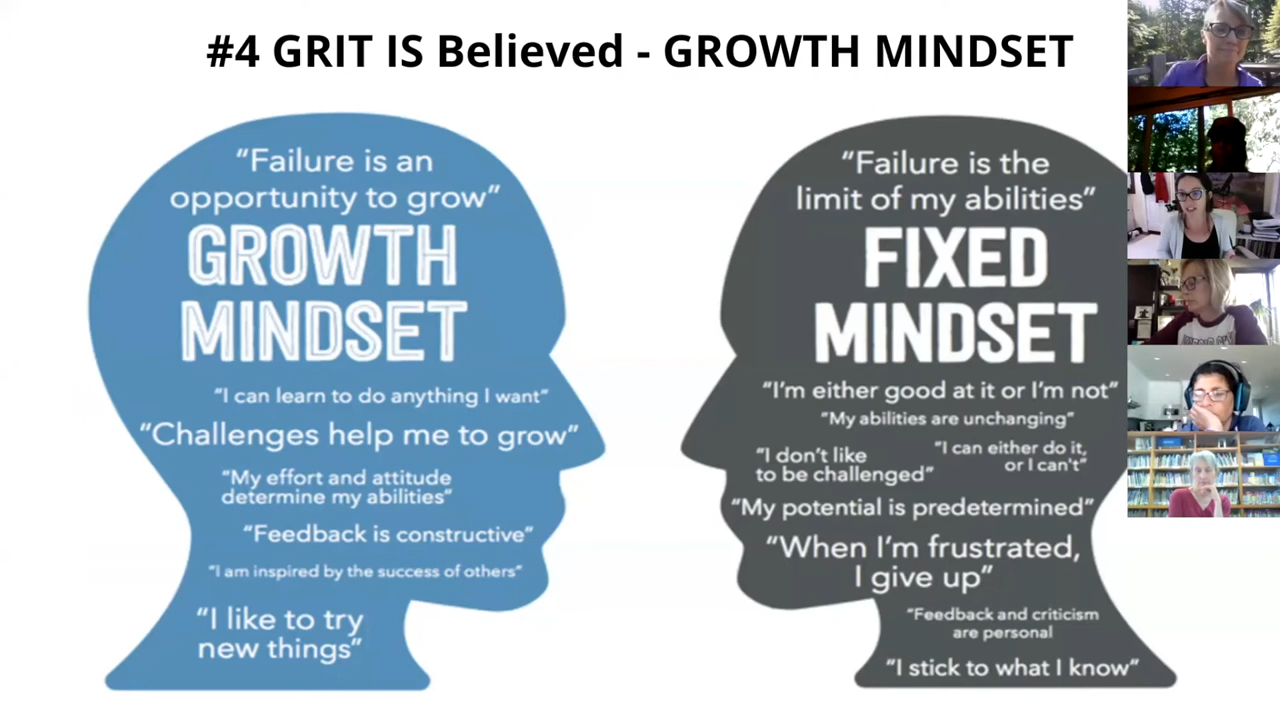 #4 GRIT IS Believed - GROWTH MINDSET
“Failure is an
opportunity to grow”
GROWTH
MINDSET
“I can learn to do anything I want”
“Challenges help me to grow”
“My effort and attitude
determine my abilities”
“Feedback is constructive”
“I am inspired by the success of others”
“I like to try
new things”
“Failure is the
limit of my abilities”
FIXED
MINDSET
“I’m either good at it or I’m not”
“My abilities are unchanging”
“I don’t like
to be challenged”
“I can either do it,
or I can’t”
“My potential is predetermined”
“When I’m frustrated,
I give up”
“Feedback and criticism
are personal
“I stick to what I know”